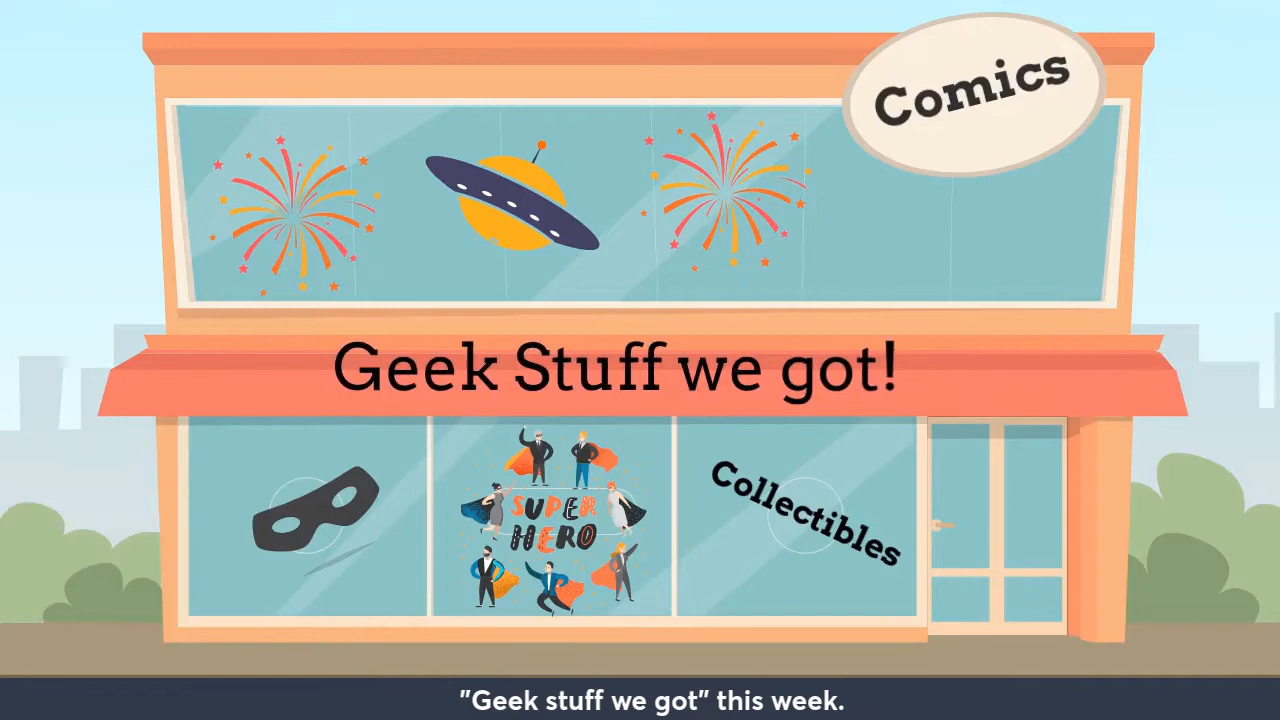 Comics
Geek Stuff we got!
SUPER
HERO
Collectibles
"Geek stuff we got" this week.